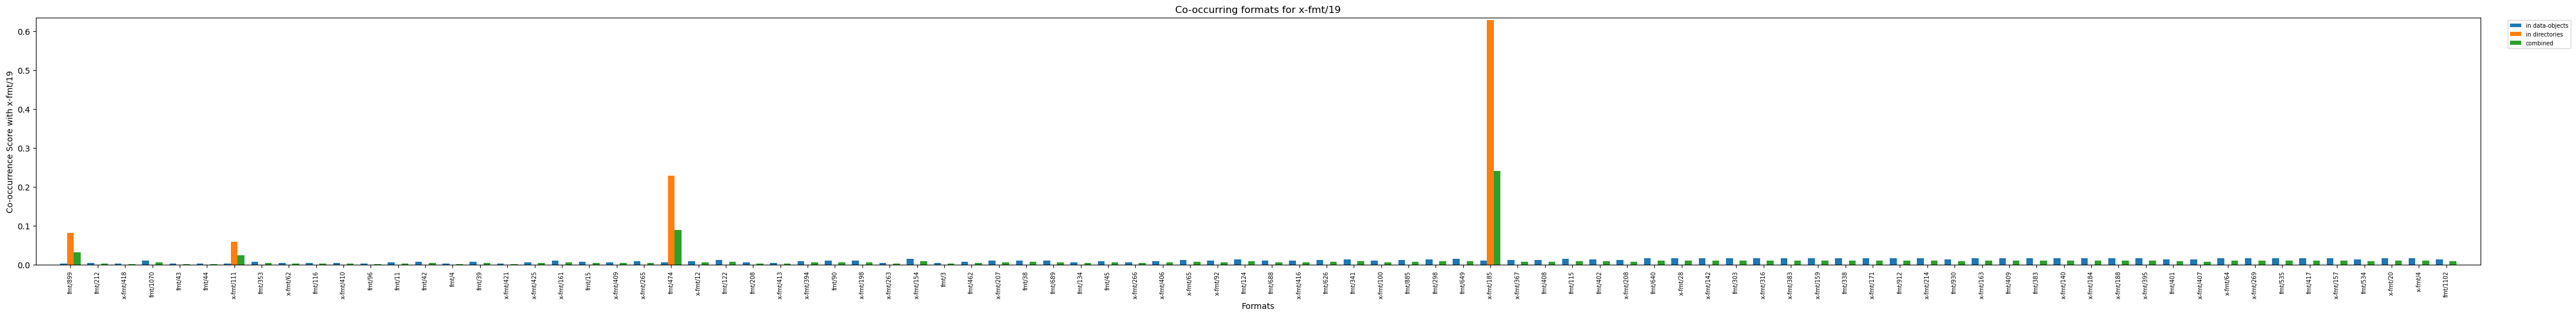 Co-occurring formats for x-fmt/19
in data-objects
in directories
combined
Co-occurrence Score with x-fmt/19
0.6
0.5
0.4
0.3
0.2
0.1
0.0
fmt/899
fmt/212
x-fmt/418
fmt/1070
fmt/43
fmt/44
x-fmt/111
fmt/353
x-fmt/62
fmt/116
x-fmt/410
fmt/96
fmt/11
fmt/42
fmt/4
fmt/39
x-fmt/421
x-fmt/425
x-fmt/161
fmt/15
x-fmt/409
x-fmt/265
fmt/474
x-fmt/12
fmt/122
fmt/208
x-fmt/413
x-fmt/394
fmt/90
x-fmt/198
x-fmt/263
x-fmt/154
fmt/3
fmt/462
x-fmt/207
fmt/38
fmt/689
fmt/134
fmt/45
x-fmt/266
x-fmt/406
x-fmt/65
x-fmt/92
fmt/124
fmt/688
x-fmt/416
fmt/626
fmt/341
x-fmt/100
fmt/885
fmt/298
fmt/649
x-fmt/185
x-fmt/367
fmt/408
fmt/115
fmt/402
x-fmt/208
fmt/640
x-fmt/28
x-fmt/142
fmt/303
x-fmt/316
x-fmt/383
x-fmt/159
fmt/338
x-fmt/171
fmt/912
x-fmt/214
fmt/930
x-fmt/163
fmt/409
fmt/383
x-fmt/140
x-fmt/184
x-fmt/188
x-fmt/395
fmt/401
x-fmt/407
x-fmt/64
x-fmt/269
fmt/535
fmt/417
x-fmt/157
fmt/534
x-fmt/20
x-fmt/4
fmt/1102
Formats